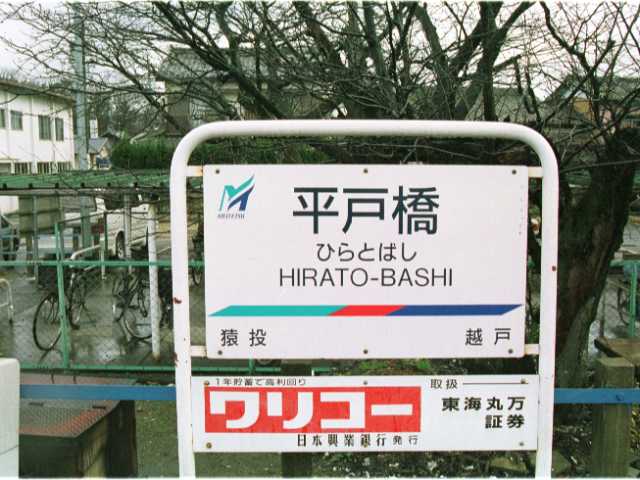 平戸橋
ひらとばし
HIRATO-BASHI
猿投 越戸
1年貯蓄で高利回り
ワリコー
日本興業銀行 発行
取扱
東海丸万
証券